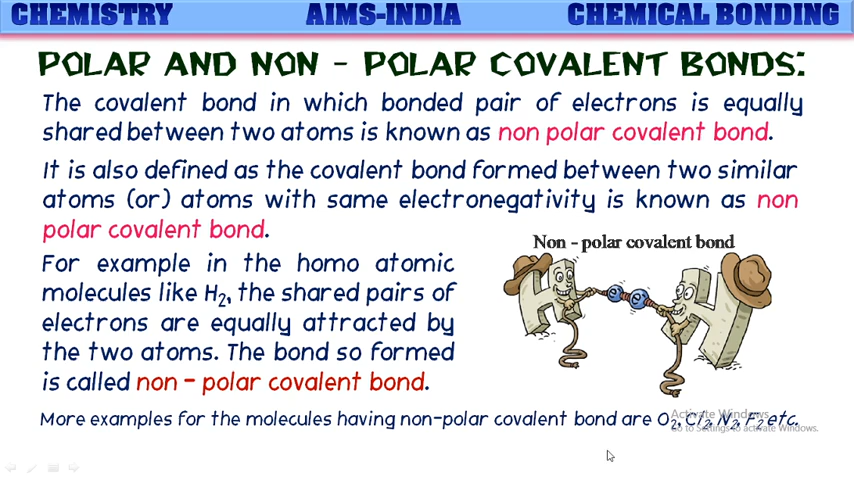 CHEMISTRY AIMS-INDIA CHEMICAL BONDING
POLAR AND NON - POLAR COVALENT BONDS:
The covalent bond in which bonded pair of electrons is equally
shared between two atoms is known as non polar covalent bond.
It is also defined as the covalent bond formed between two similar
atoms (or) atoms with same electronegativity is known as non
polar covalent bond.
Non - polar covalent bond
For example in the homo atomic
molecules like H₂, the shared pairs of
electrons are equally attracted by
the two atoms. The bond so formed
is called non - polar covalent bond.
H H
More examples for the molecules having non-polar covalent bond are O₂, Cl₂, N₂, F₂ etc.
Activate Windows
Go to Settings to activate Windows.